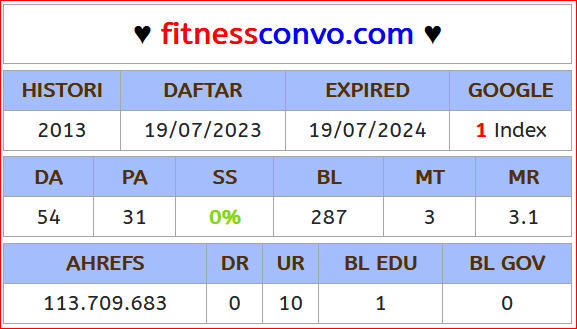 ♥ fitnessconvo.com ♥
HISTORI DAFTAR EXPIRED GOOGLE
2013 19/07/2023 19/07/2024 1 Index
DA PA SS BL MT MR
54 31 0% 287 3 3.1
AHREFS DR UR BL EDU BL GOV
113.709.683 0 10 1 0